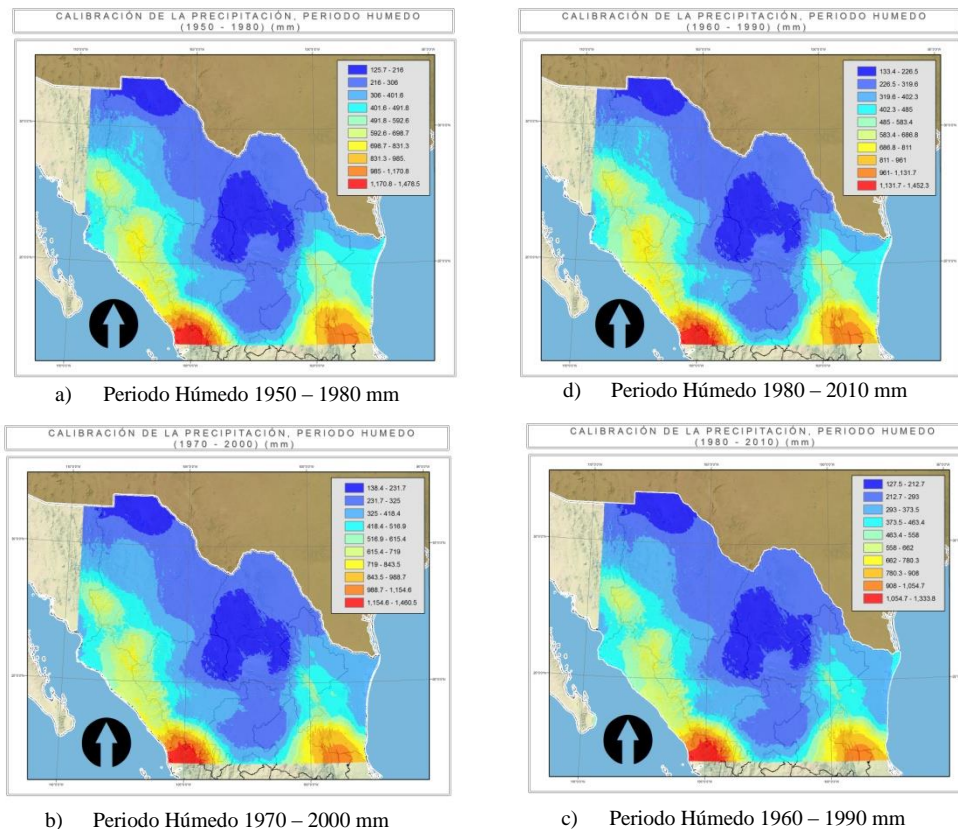 CALIBRACIÓN DE LA PRECIPITACIÓN, PERIODO HUMEDO
(1950 - 1980) (mm)
125.7 - 216
216 - 306
306 - 401.6
401.6 - 491.8
491.8 - 592.6
592.6 - 698.7
698.7 - 831.3
831.3 - 985.
985 - 1,170.8
1,170.8 - 1,478.5
a) Periodo Húmedo 1950 – 1980 mm
CALIBRACIÓN DE LA PRECIPITACIÓN, PERIODO HUMEDO
(1960 - 1990) (mm)
133.4 - 226.5
226.5 - 319.6
319.6 - 402.3
402.3 - 485
485 - 583.4
583.4 - 686.8
686.8 - 811
811 - 961
961- 1,131.7
1,131.7 - 1,452.3
d) Periodo Húmedo 1980 – 2010 mm
CALIBRACIÓN DE LA PRECIPITACIÓN, PERIODO HUMEDO
(1970 - 2000) (mm)
138.4 - 231.7
231.7 - 325
325 - 418.4
418.4 - 516.9
516.9 - 615.4
615.4 - 719
719 - 843.5
843.5 - 988.7
988.7 - 1,154.6
1,154.6 - 1,460.5
b) Periodo Húmedo 1970 – 2000 mm
CALIBRACIÓN DE LA PRECIPITACIÓN, PERIODO HUMEDO
(1980 - 2010) (mm)
127.5 - 212.7
212.7 - 293
293 - 373.5
373.5 - 463.4
463.4 - 558
558 - 662
662 - 780.3
780.3 - 908
908 - 1,054.7
1,054.7 - 1,333.8
c) Periodo Húmedo 1960 – 1990 mm